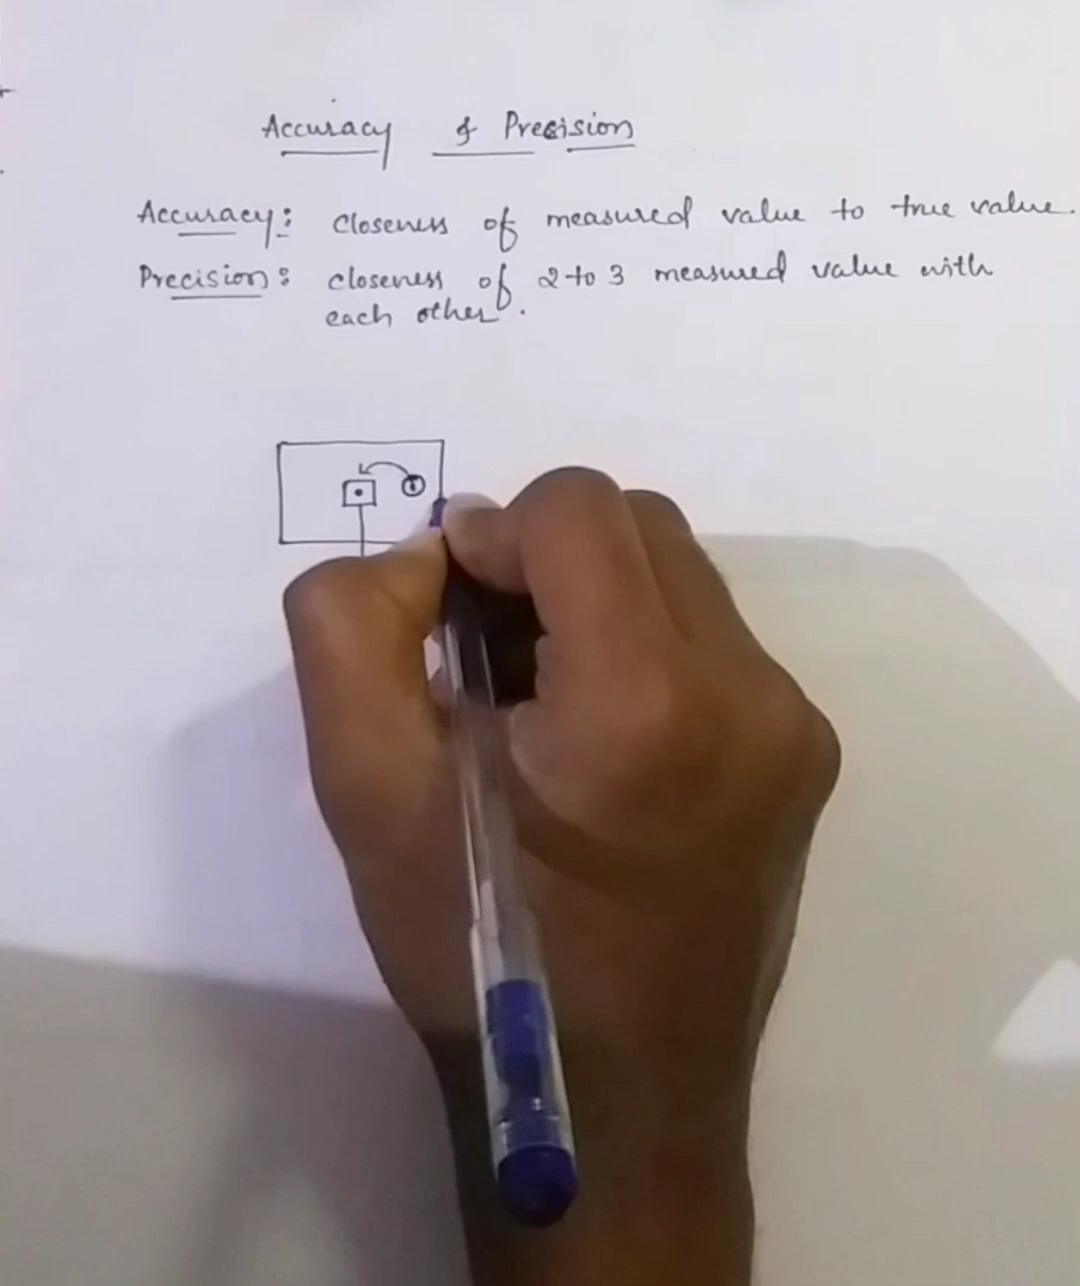 Accuracy & Precision
Accuracy: closeness of measured value to true value.
Precision: closeness of 2 to 3 measured value with
each other.